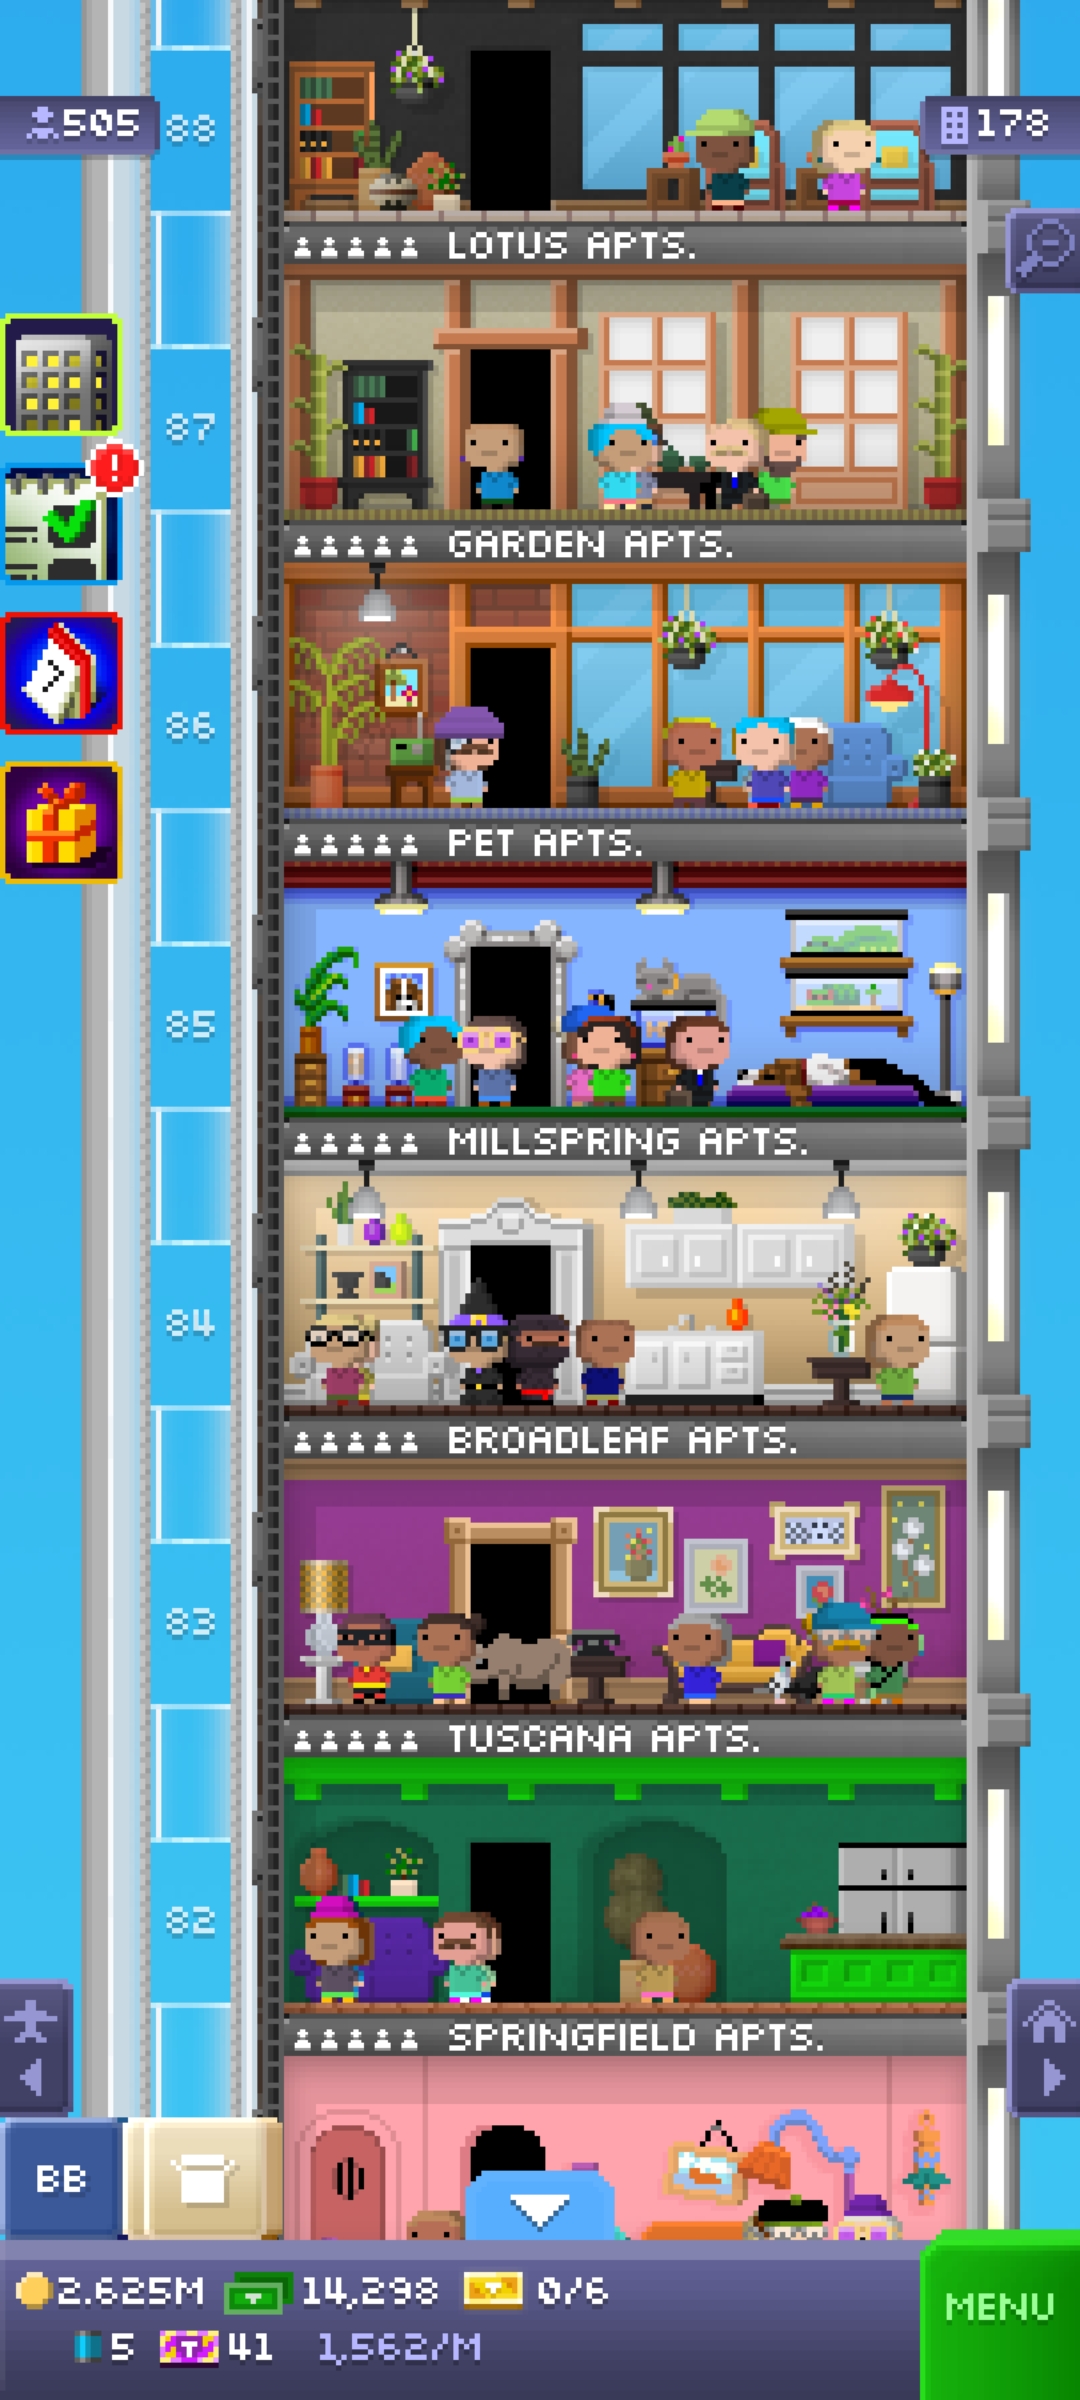 505
88
178
LOTUS APTS.
87
GARDEN APTS.
86
PET APTS.
85
MILLSPRING APTS.
84
BROADLEAF APTS.
83
TUSCANA APTS.
82
SPRINGFIELD APTS.
BB
2.625M 14,298 0/6
MENU
5 41 1,562/M